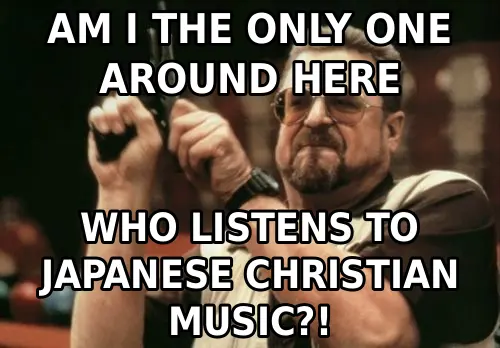 AM I THE ONLY ONE
AROUND HERE
WHO LISTENS TO
JAPANESE CHRISTIAN
MUSIC?!